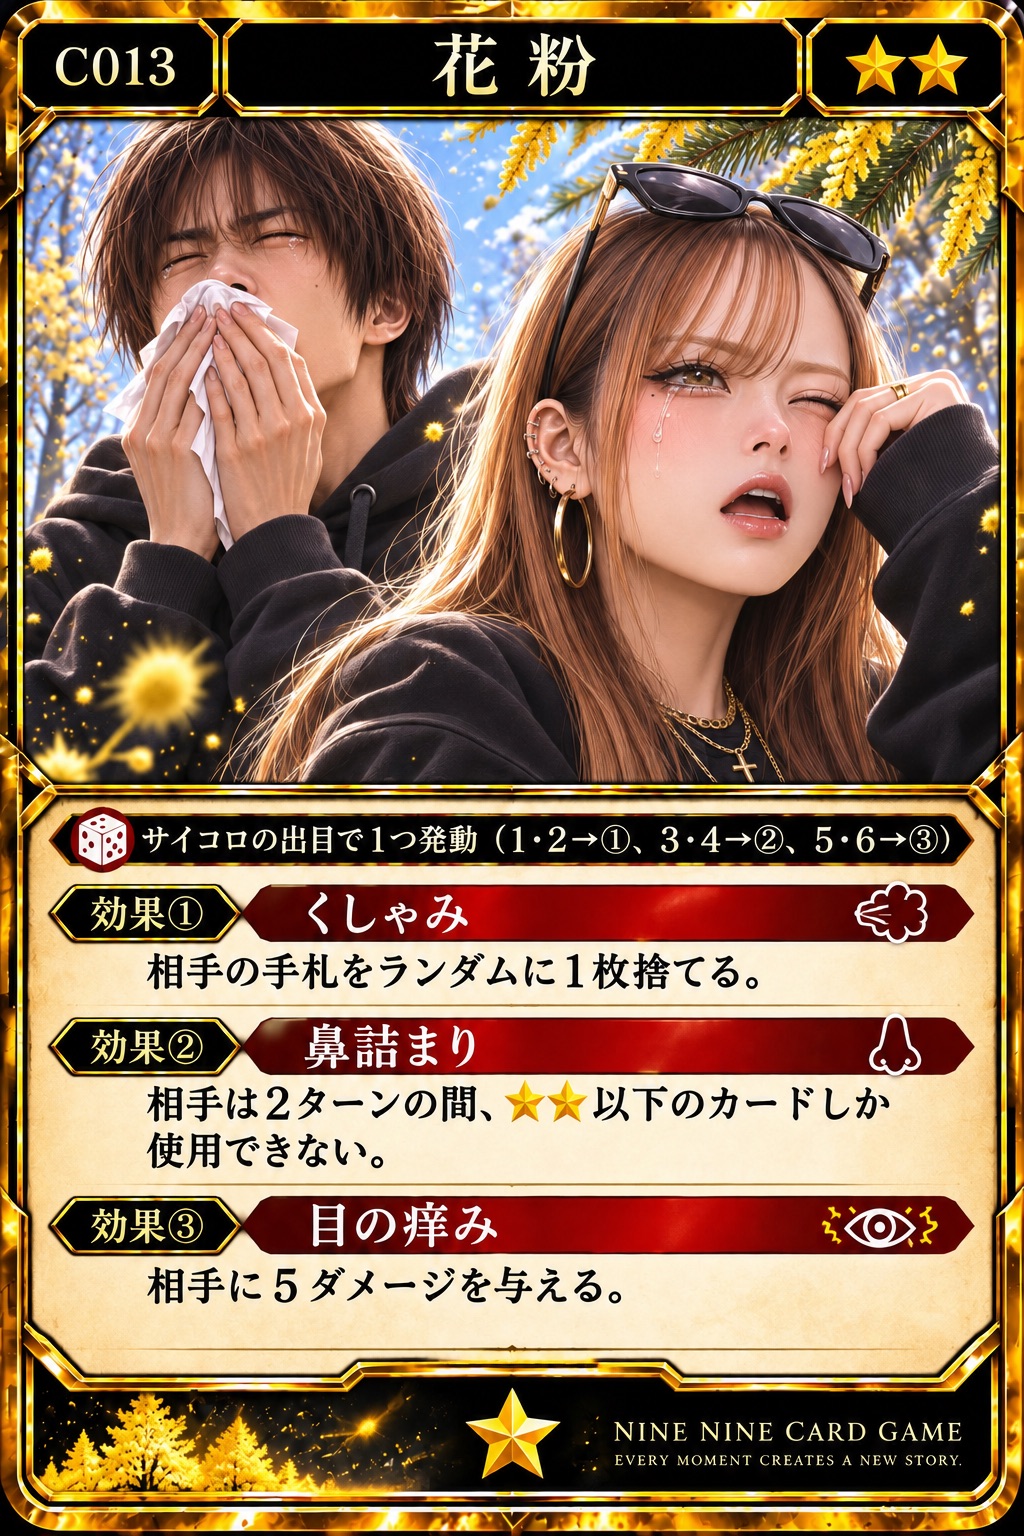 C013
花粉
★★
サイコロの出目で1つ発動（1・2→①、3・4→②、5・6→③）
効果① くしゃみ
相手の手札をランダムに1枚捨てる。
効果② 鼻詰まり
相手は2ターンの間、★★以下のカードしか
使用できない。
効果③ 目の痒み
相手に5ダメージを与える。
NINE NINE CARD GAME
EVERY MOMENT CREATES A NEW STORY.